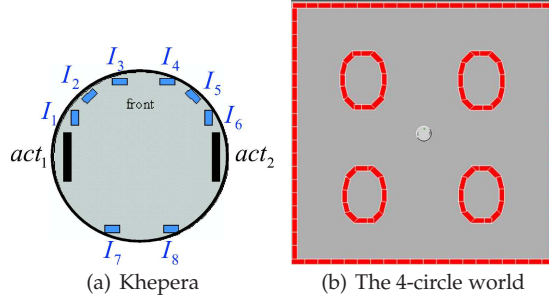 I3 I4
I2 I5
front
I1 I6
act1 act2
I7 I8
(a) Khepera (b) The 4-circle world